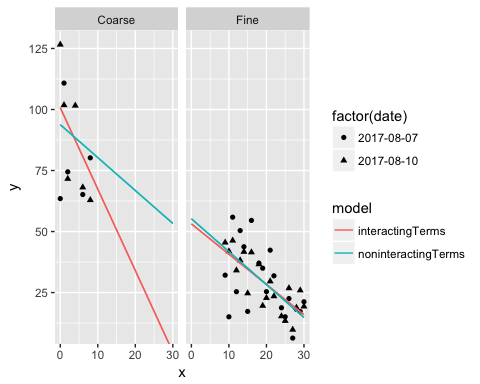 Coarse Fine
125
100
75
50
25
y
0 10 20 30 0 10 20 30
x
factor(date)
2017-08-07
2017-08-10
model
interactingTerms
noninteractingTerms